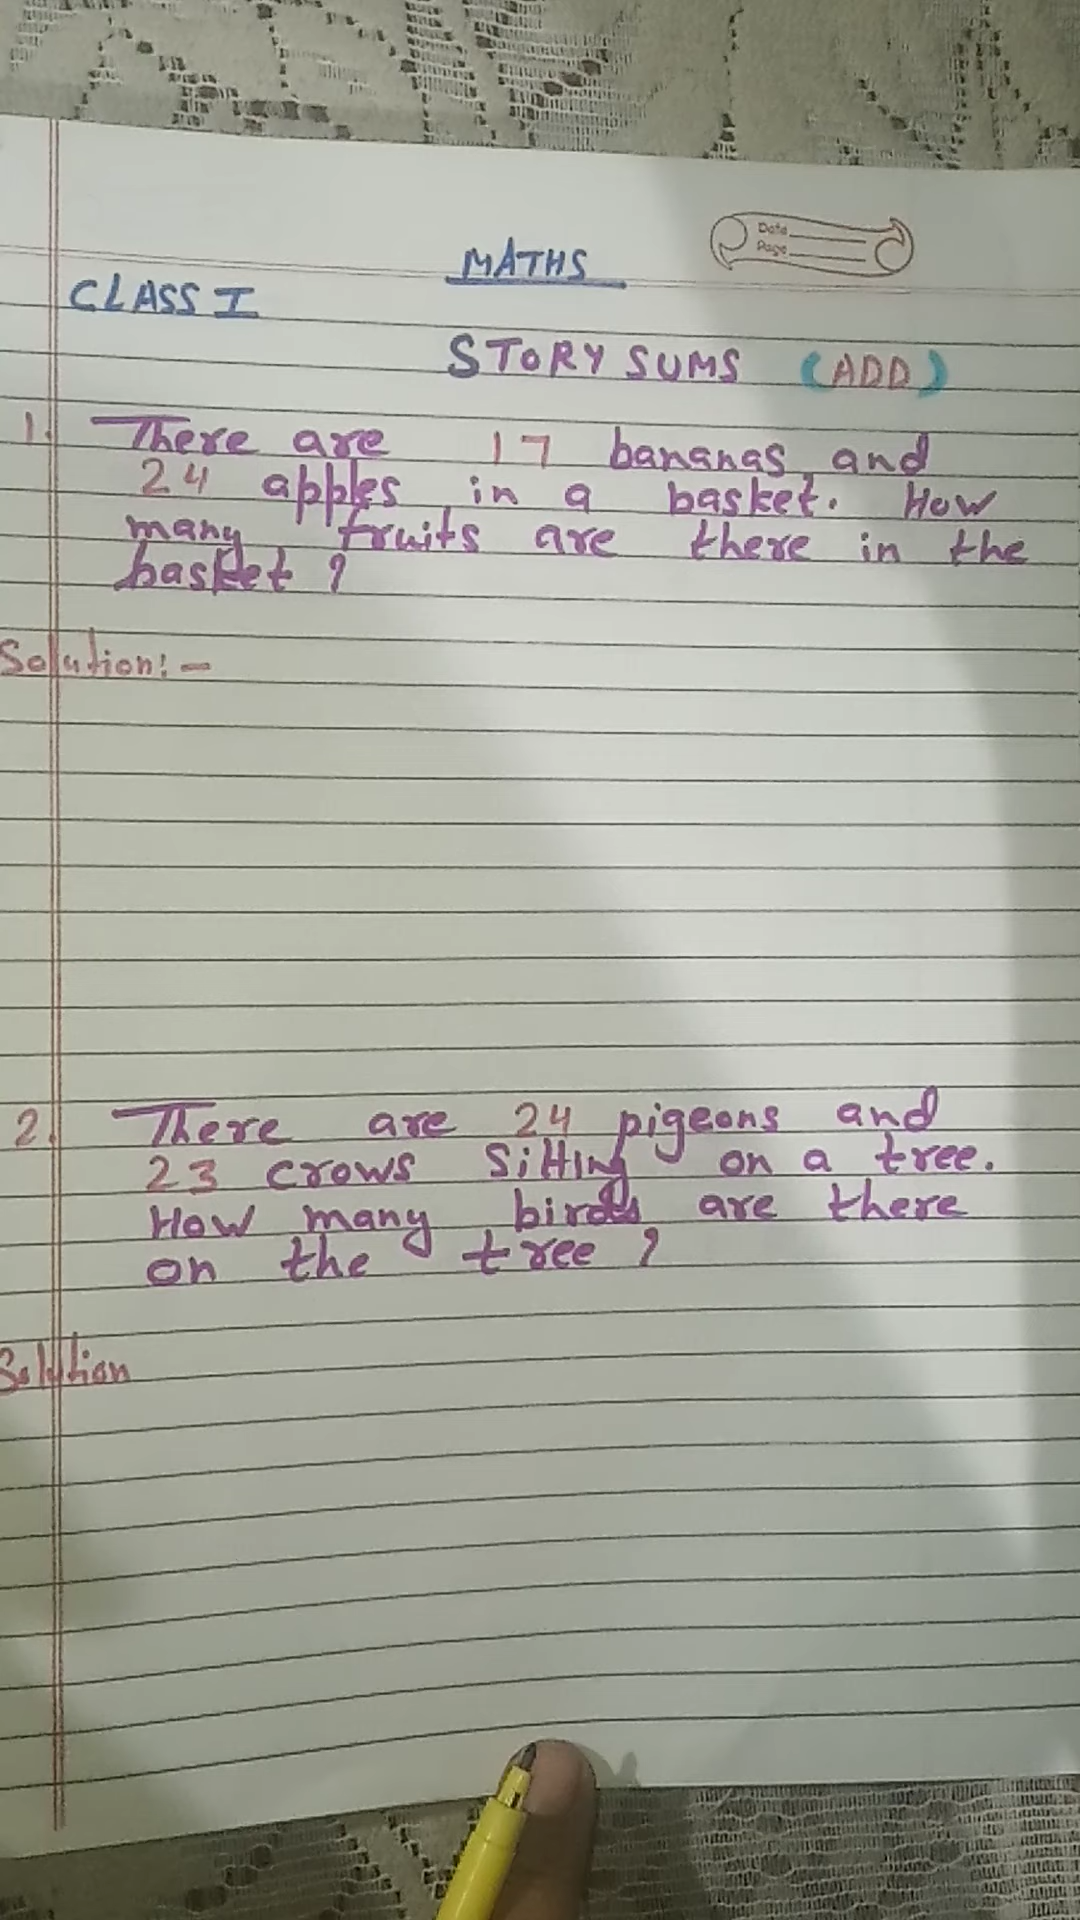 Date
Page
MATHS
CLASS I
STORY SUMS (ADD)
1. There are 17 bananas and
24 apples in a basket. How
many fruits are there in the
basket ?
Solution:-
2. There are 24 pigeons and
23 crows sitting on a tree.
How many birds are there
on the tree ?
Solution